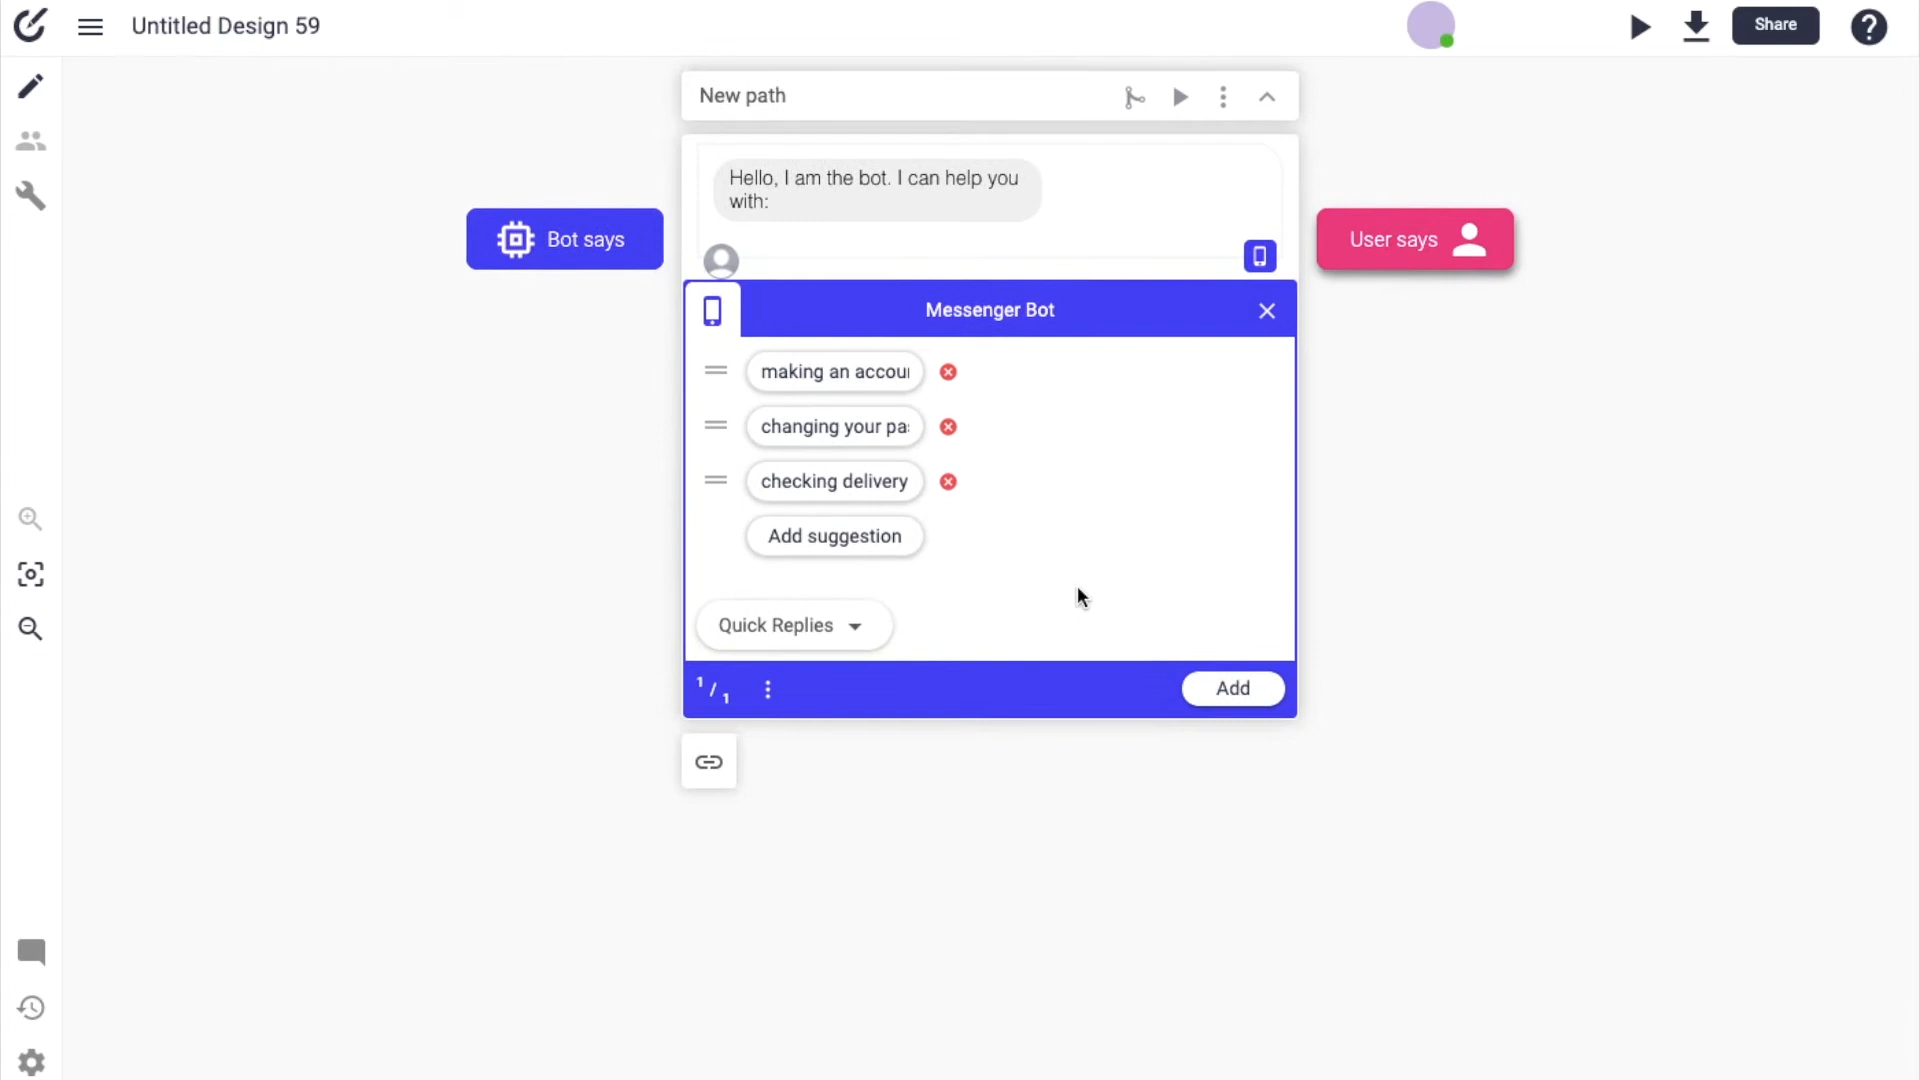 Untitled Design 59
Share
New path
Hello, I am the bot. I can help you
with:
Bot says
User says
Messenger Bot
making an accou
changing your pa
checking delivery
Add suggestion
Quick Replies
1 / 1
Add